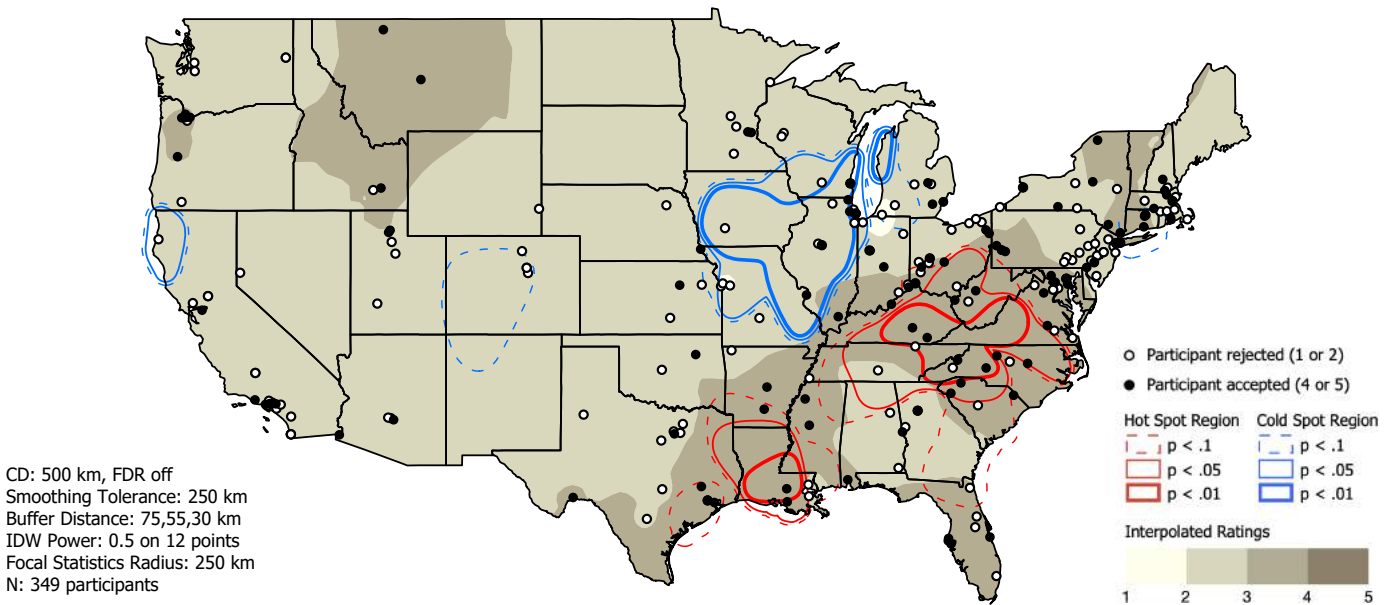 CD: 500 km, FDR off
Smoothing Tolerance: 250 km
Buffer Distance: 75,55,30 km
IDW Power: 0.5 on 12 points
Focal Statistics Radius: 250 km
N: 349 participants
Participant rejected (1 or 2)
Participant accepted (4 or 5)
Hot Spot Region Cold Spot Region
p < .1 p < .1
p < .05 p < .05
p < .01 p < .01
Interpolated Ratings
1 2 3 4 5